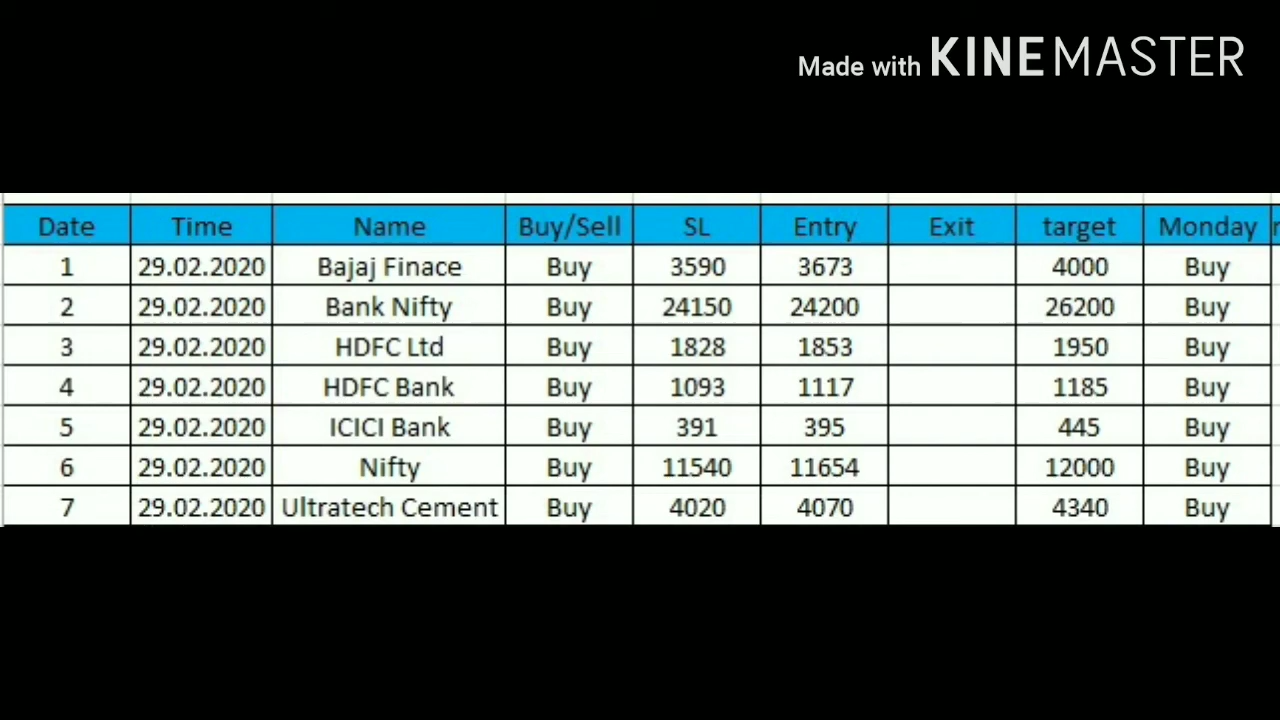 Made with KINEMASTER
Date Time Name Buy/Sell SL Entry Exit target Monday
1 29.02.2020 Bajaj Finace Buy 3590 3673 4000 Buy
2 29.02.2020 Bank Nifty Buy 24150 24200 26200 Buy
3 29.02.2020 HDFC Ltd Buy 1828 1853 1950 Buy
4 29.02.2020 HDFC Bank Buy 1093 1117 1185 Buy
5 29.02.2020 ICICI Bank Buy 391 395 445 Buy
6 29.02.2020 Nifty Buy 11540 11654 12000 Buy
7 29.02.2020 Ultratech Cement Buy 4020 4070 4340 Buy